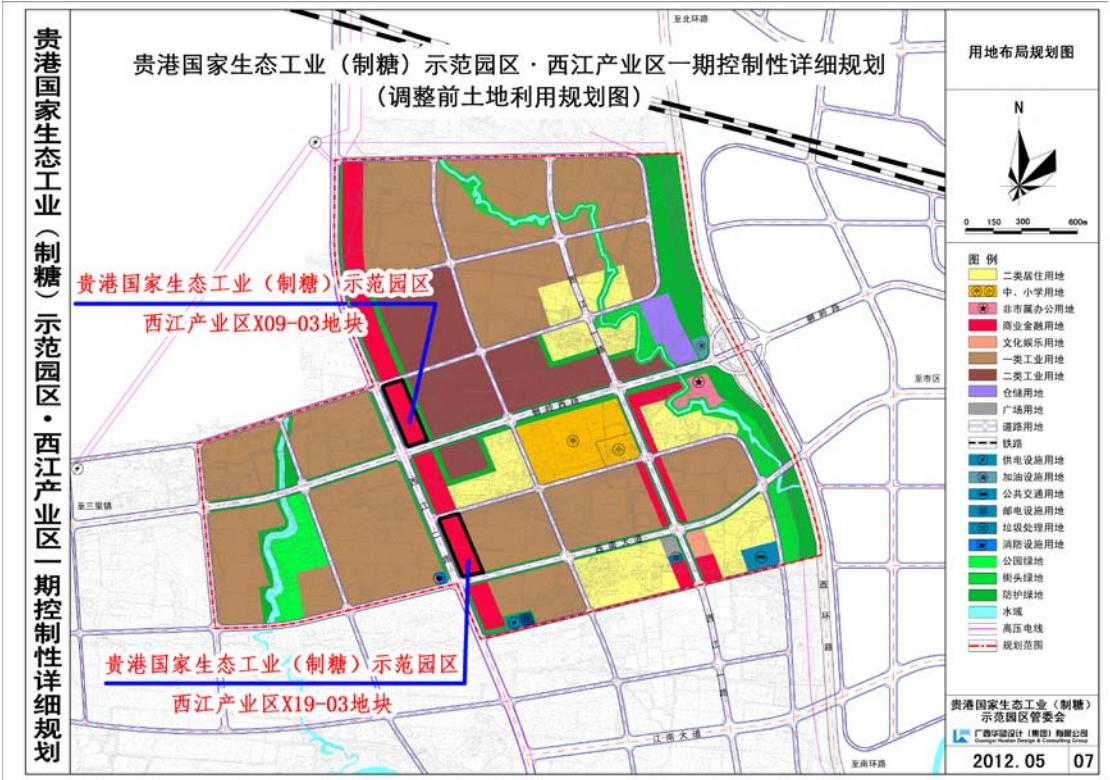 贵港国家生态工业（制糖）示范园区·西江产业区一期控制性详细规划
贵港国家生态工业（制糖）示范园区·西江产业区一期控制性详细规划
（调整前土地利用规划图）
至北环路
贵港国家生态工业（制糖）示范园区
西江产业区X09-03地块
至市区
至三里镇
西江
西南大道
西江
西环路
贵港国家生态工业（制糖）示范园区
西江产业区X19-03地块
江南大道
至南环路
用地布局规划图
N
0 150 300 600m
图例
二类居住用地
中、小学用地
非市属办公用地
商业金融用地
文化娱乐用地
一类工业用地
二类工业用地
仓储用地
广场用地
道路用地
铁路
供电设施用地
加油设施用地
公共交通用地
邮电设施用地
垃圾处理用地
消防设施用地
公园绿地
街头绿地
防护绿地
水域
高压电线
规划范围
贵港国家生态工业（制糖）
示范园区管委会
广西华蓝设计（集团）有限公司
Guangxi Hualan Design & Consulting Group
2012.05 07